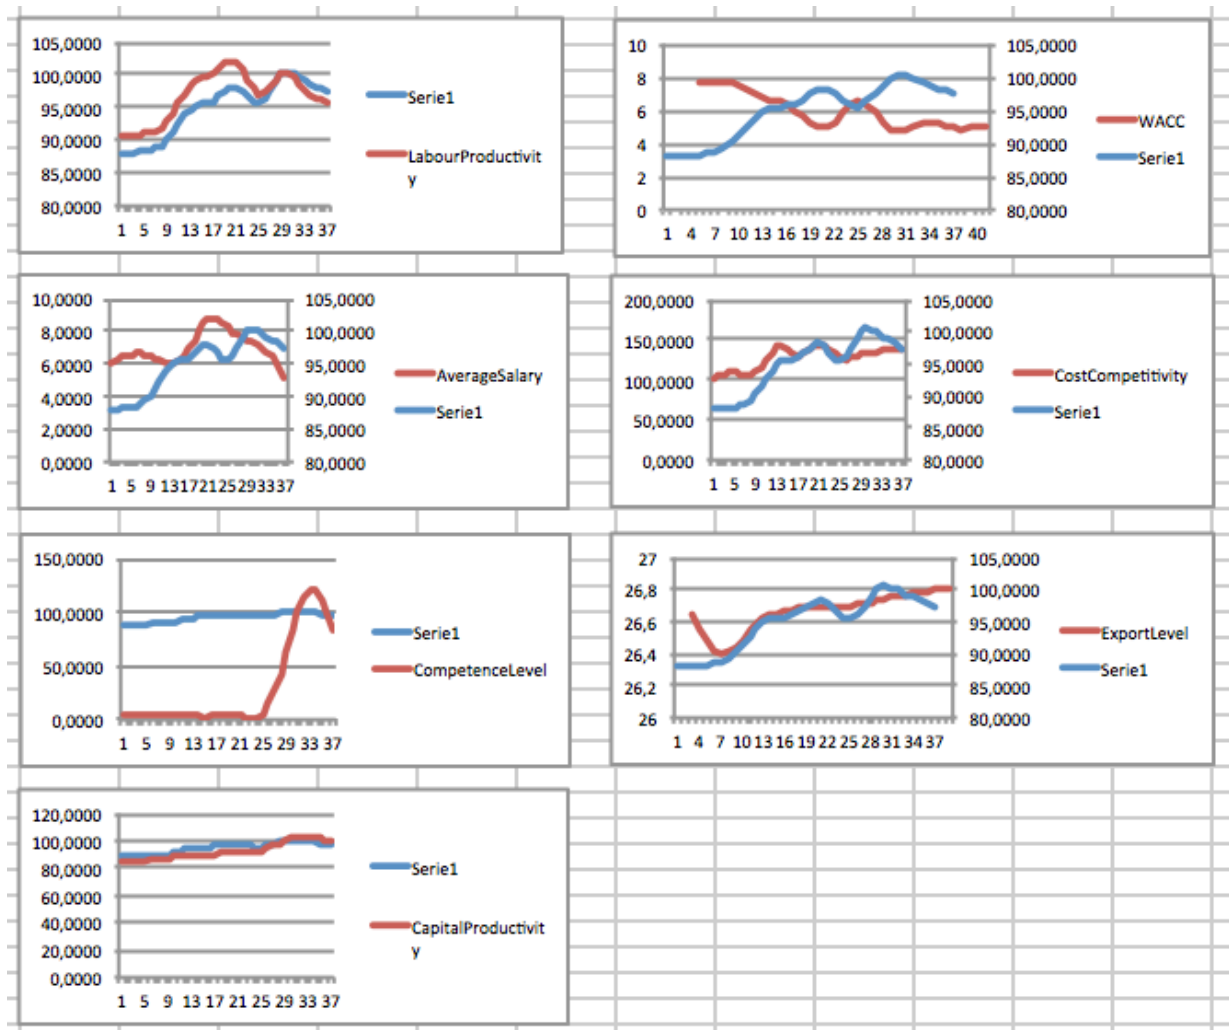 105,0000
100,0000
95,0000
90,0000
85,0000
80,0000
1 5 9 13 17 21 25 29 33 37
Serie1
LabourProductivit
y
10
8
6
4
2
0
105,0000
100,0000
95,0000
90,0000
85,0000
80,0000
1 4 7 10 13 16 19 22 25 28 31 34 37 40
WACC
Serie1
10,0000
8,0000
6,0000
4,0000
2,0000
0,0000
105,0000
100,0000
95,0000
90,0000
85,0000
80,0000
1 5 9 13 17 21 25 29 33 37
AverageSalary
Serie1
200,0000
150,0000
100,0000
50,0000
0,0000
105,0000
100,0000
95,0000
90,0000
85,0000
80,0000
1 5 9 13 17 21 25 29 33 37
CostCompetitivity
Serie1
150,0000
100,0000
50,0000
0,0000
1 5 9 13 17 21 25 29 33 37
Serie1
CompetenceLevel
27
26,8
26,6
26,4
26,2
26
105,0000
100,0000
95,0000
90,0000
85,0000
80,0000
1 4 7 10 13 16 19 22 25 28 31 34 37
ExportLevel
Serie1
120,0000
100,0000
80,0000
60,0000
40,0000
20,0000
0,0000
1 5 9 13 17 21 25 29 33 37
Serie1
CapitalProductivit
y